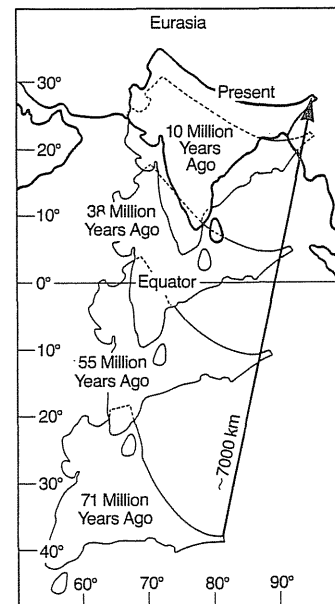 Eurasia
30°
Present
10 Million
Years Ago
20°
10°
38 Million
Years Ago
0°
Equator
10°
55 Million
Years Ago
20°
~7000 km
30°
71 Million
Years Ago
40°
60°
70°
80°
90°